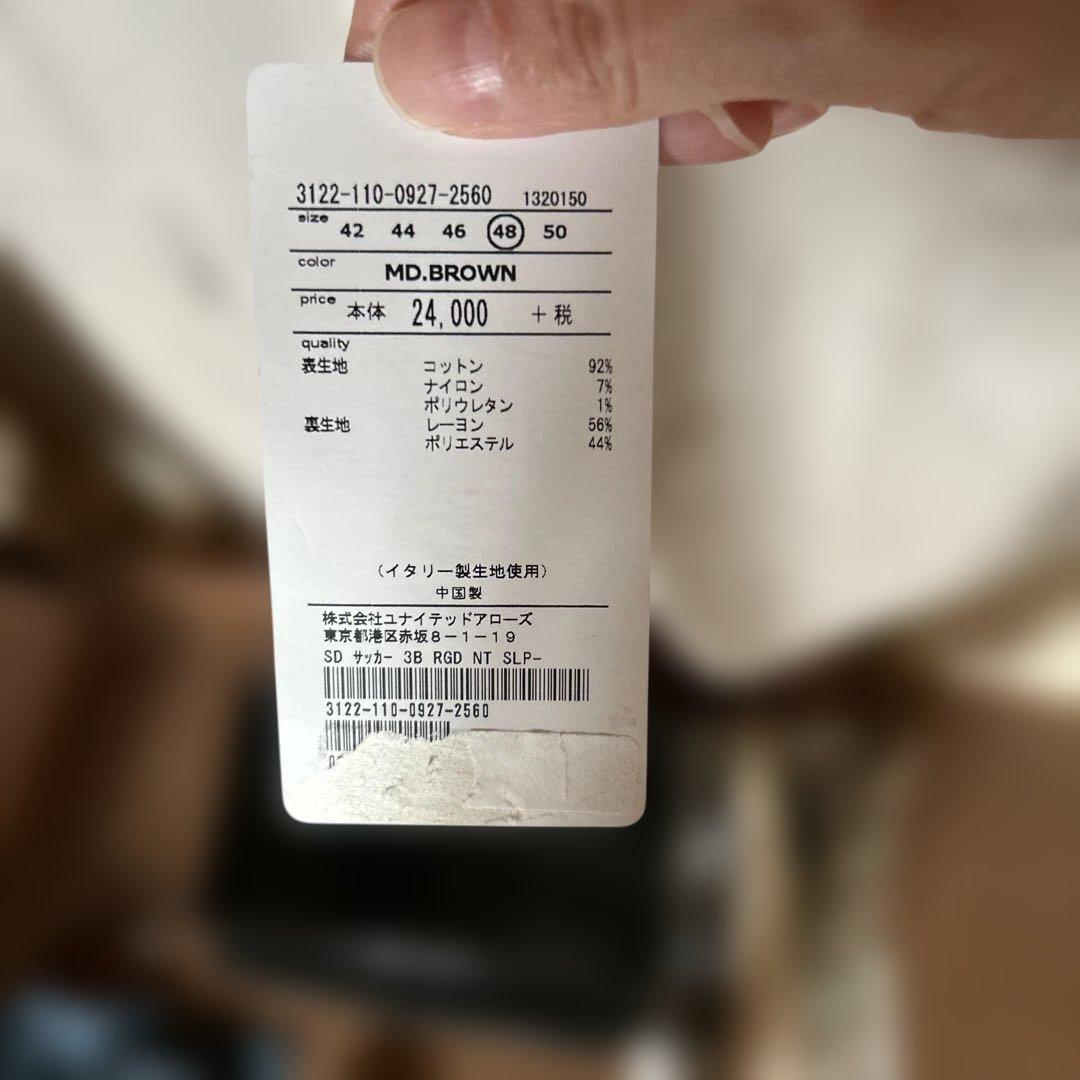 3122-110-0927-2560 1320150
size 42 44 46 48 50
color MD.BROWN
price 本体 24,000 +税
quality
表生地 コットン 92%
ナイロン 7%
ポリウレタン 1%
裏生地 レーヨン 56%
ポリエステル 44%
(イタリー製生地使用)
中国製
株式会社ユナイテッドアローズ
東京都港区赤坂8-1-19
SD サッカー 3B RGD NT SLP-
3122-110-0927-2560